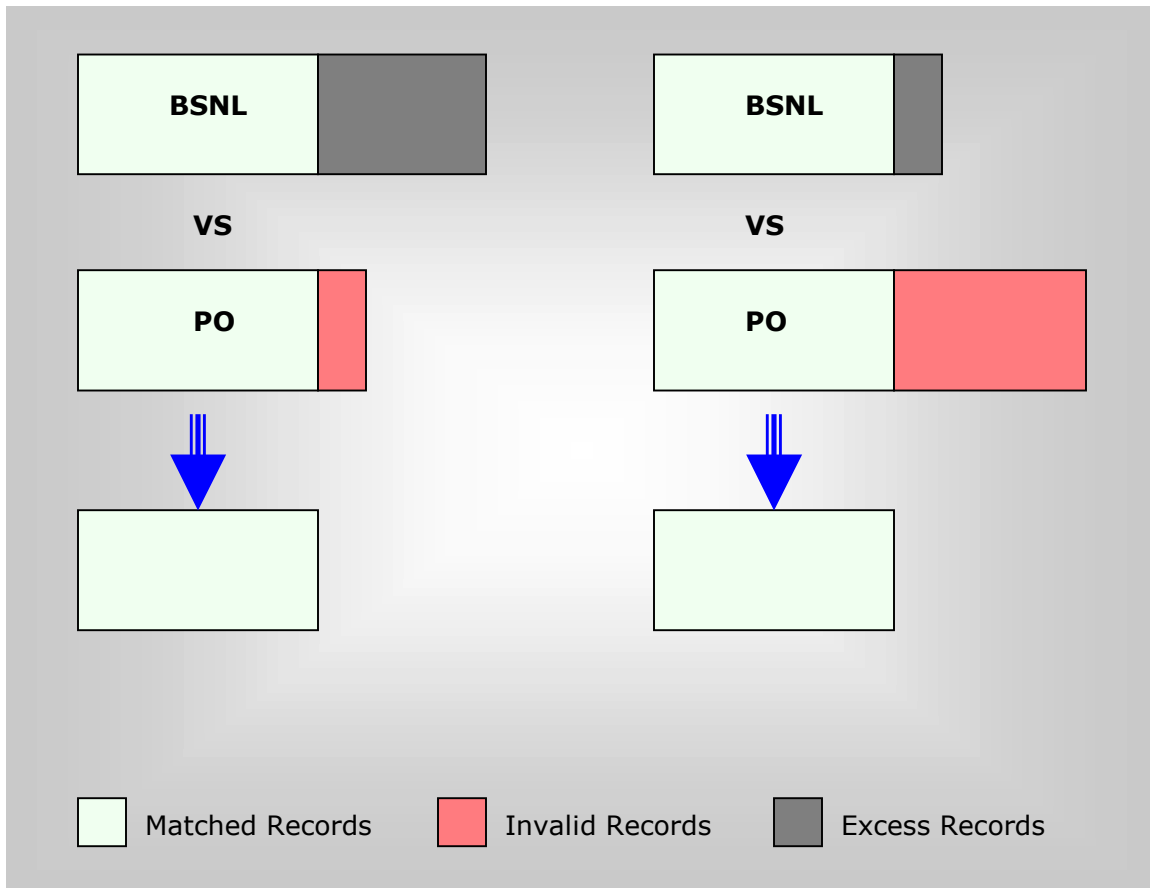 BSNL BSNL
VS VS
PO PO
Matched Records Invalid Records Excess Records